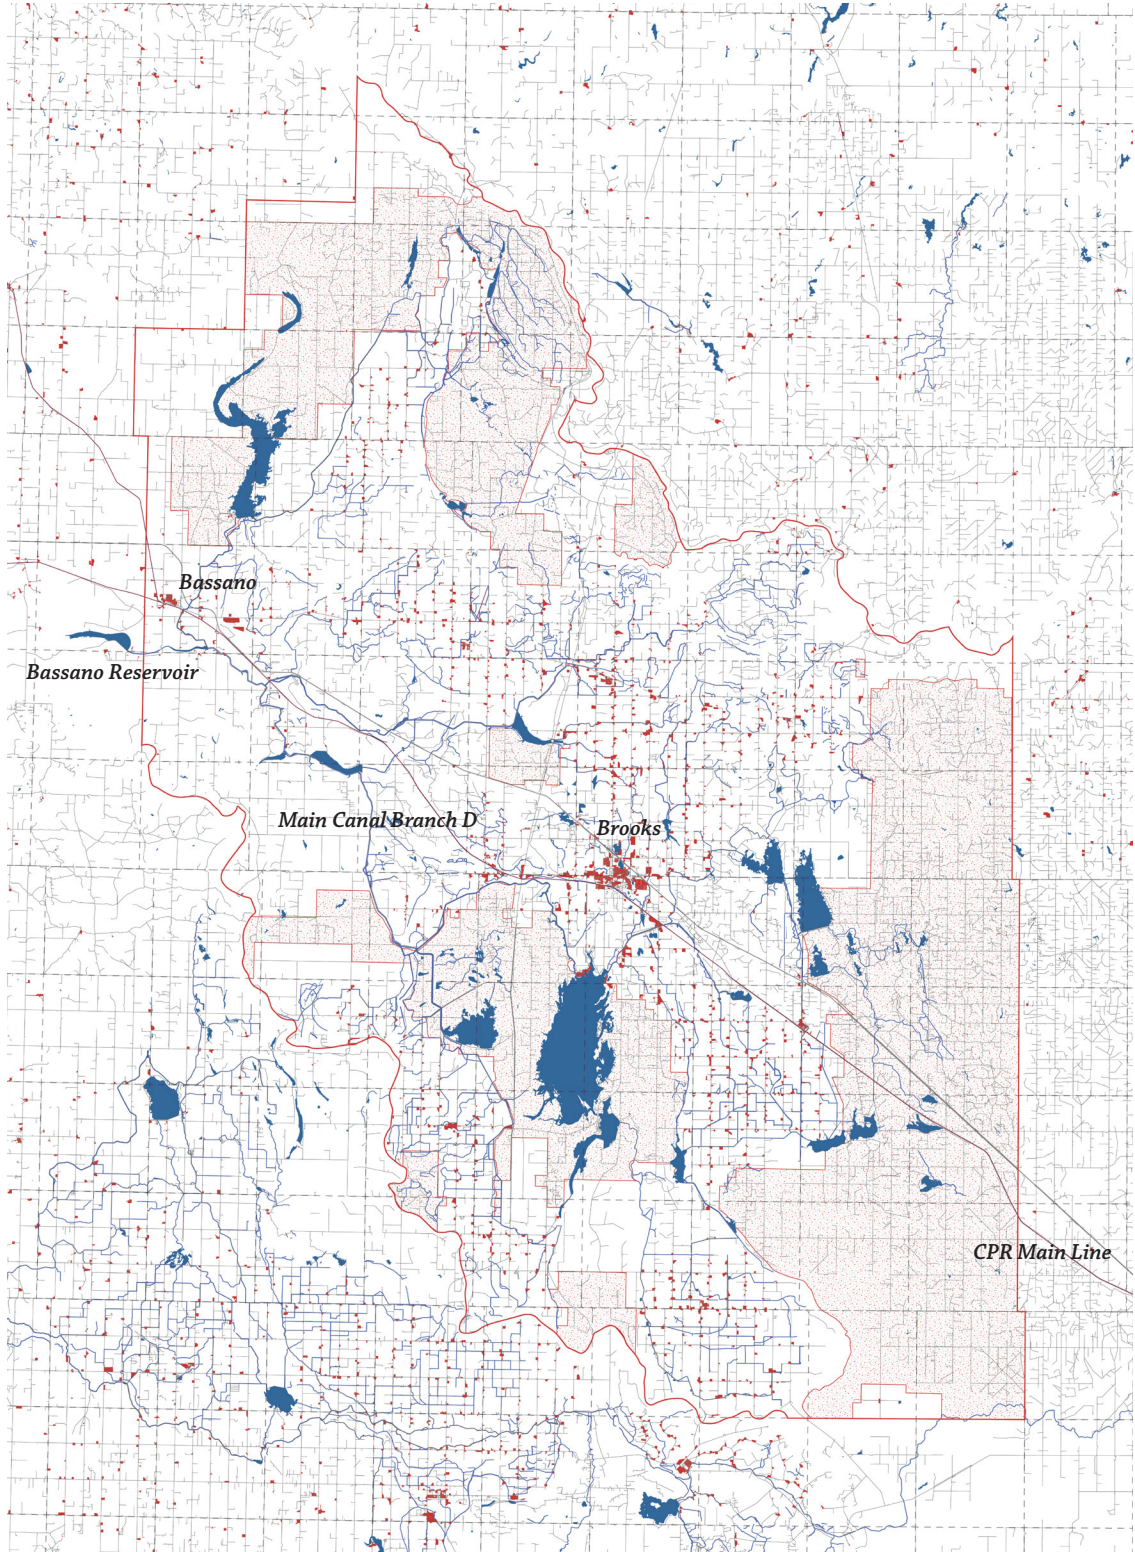 Bassano
Bassano Reservoir
Main Canal Branch D
Brooks
CPR Main Line